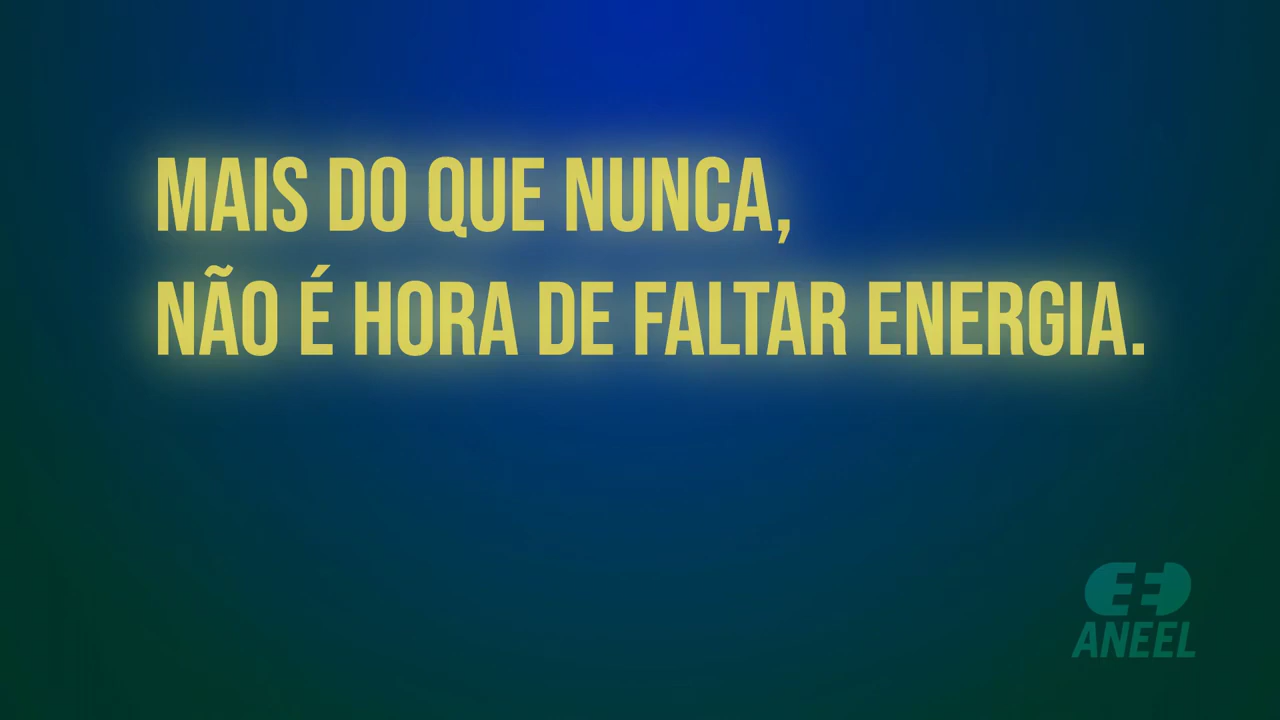 MAIS DO QUE NUNCA,
NÃO É HORA DE FALTAR ENERGIA.
ANEEL